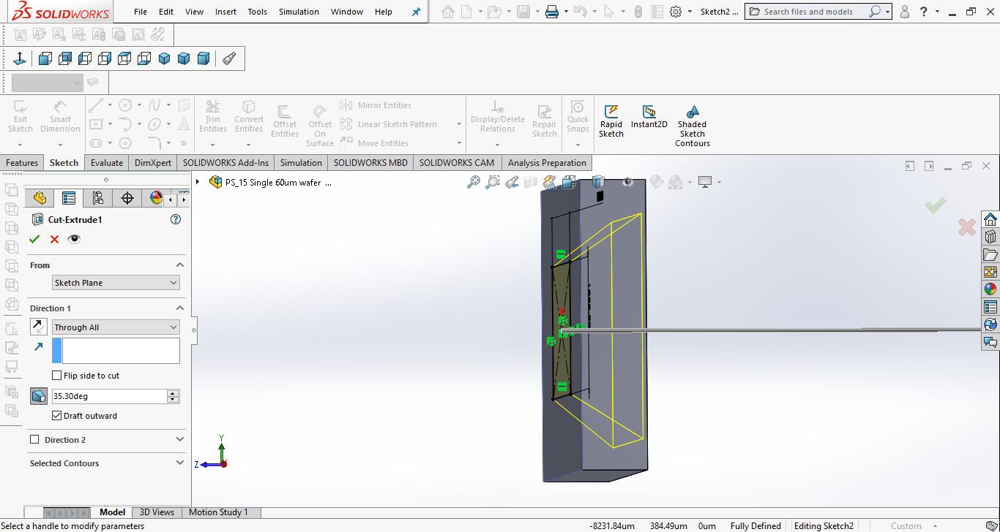 SOLIDWORKS File Edit View Insert Tools Simulation Window Help Sketch2 ... Search files and models ?
Exit Sketch
Smart Dimension
Trim Entities
Convert Entities
Offset Entities
Offset On Surface
Mirror Entities
Linear Sketch Pattern
Move Entities
Display/Delete Relations
Repair Sketch
Quick Snaps
Rapid Sketch
Instant2D
Shaded Sketch Contours
Features Sketch Evaluate DimXpert SOLIDWORKS Add-Ins Simulation SOLIDWORKS MBD SOLIDWORKS CAM Analysis Preparation
PS_15 Single 60um wafer ...
Cut-Extrude1
From
Sketch Plane
Direction 1
Through All
Flip side to cut
35.30deg
Draft outward
Direction 2
Selected Contours
Y
Z
Model 3D Views Motion Study 1
Select a handle to modify parameters -8231.84um 384.49um 0um Fully Defined Editing Sketch2 Custom